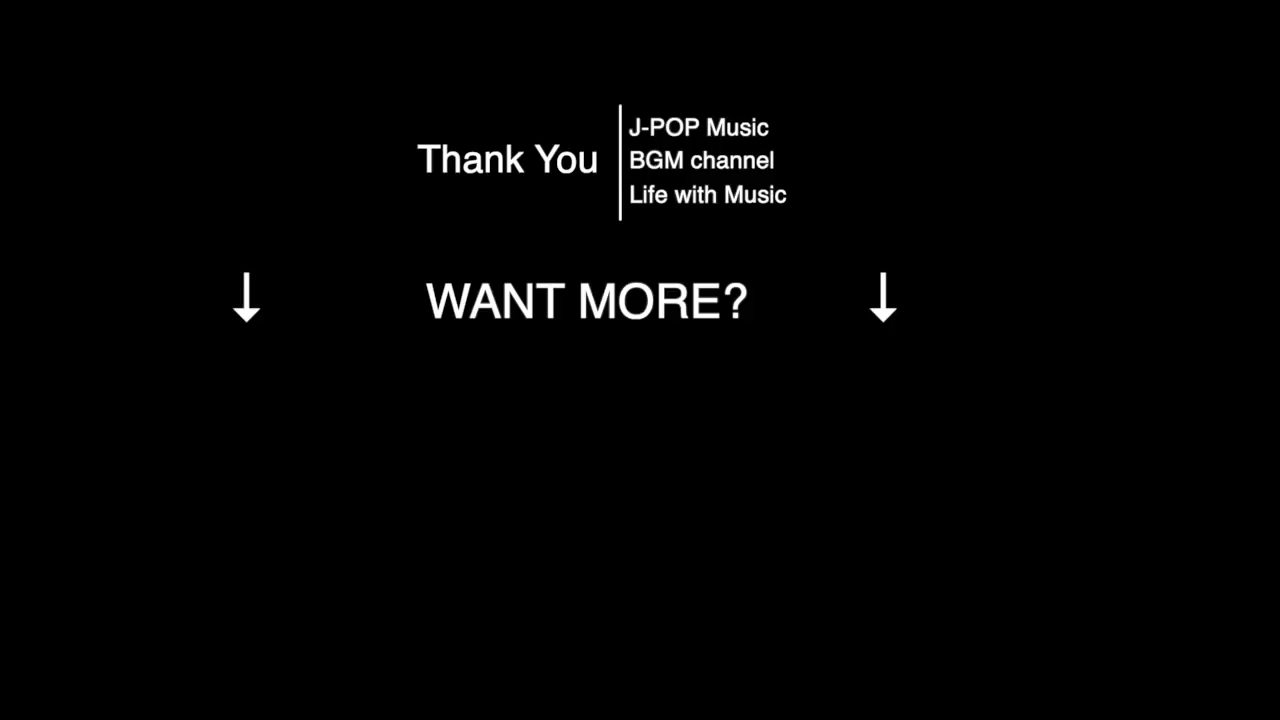 Thank You
J-POP Music
BGM channel
Life with Music
↓ WANT MORE? ↓